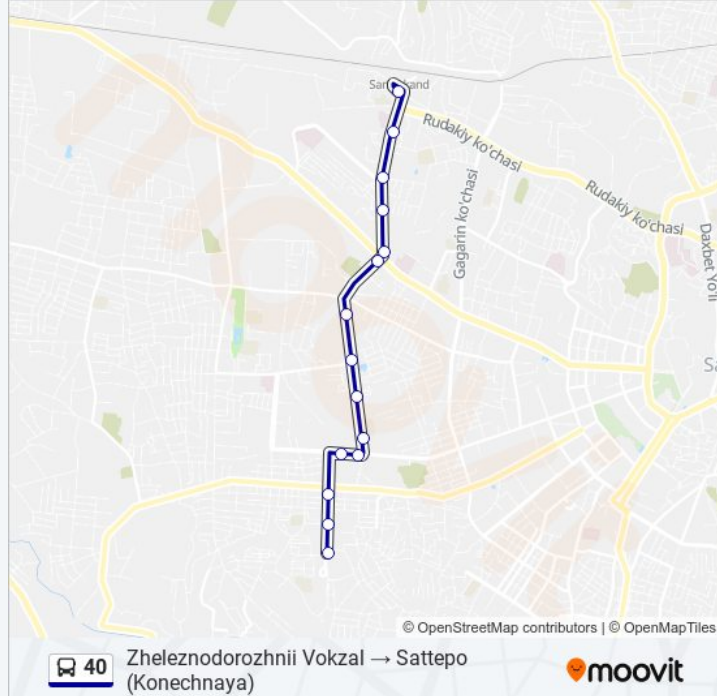 Rudakiy ko'chasi
Rudakiy ko'chasi
Gagarin ko'chasi
Daxbet Yo'li
© OpenStreetMap contributors | © OpenMapTiles
40
Zheleznodorozhnii Vokzal → Sattepo
(Konechnaya)
moovit